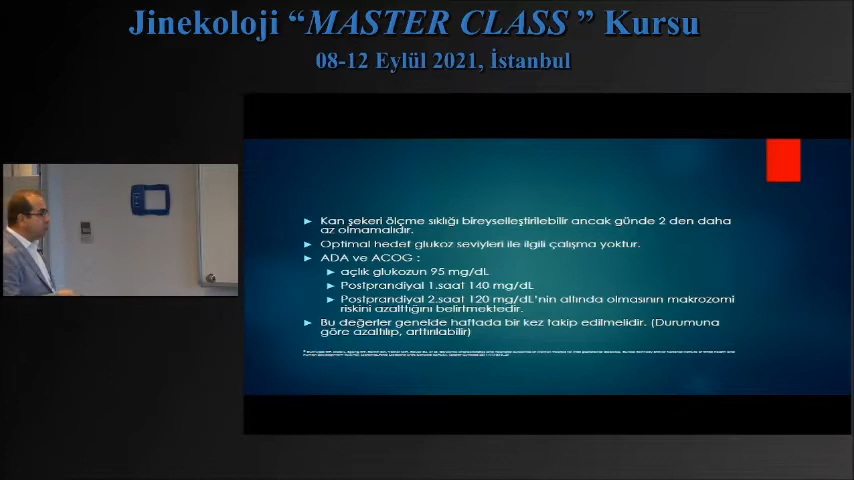 Jinekoloji “MASTER CLASS ” Kursu
08-12 Eylül 2021, İstanbul
Kan şekeri ölçme sıklığı bireyselleştirilebilir ancak günde 2 den daha
az olmamalıdır.
Optimal hedef glukoz seviyleri ile ilgili çalışma yoktur.
ADA ve ACOG :
açlık glukozun 95 mg/dL
Postprandiyal 1.saat 140 mg/dL
Postprandiyal 2.saat 120 mg/dL'nin altında olmasının makrozomi
riskini azalttığını belirtmektedir.
Bu değerler genelde haftada bir kez takip edilmelidir. (Durumuna
göre azaltılıp, arttırılabilir)